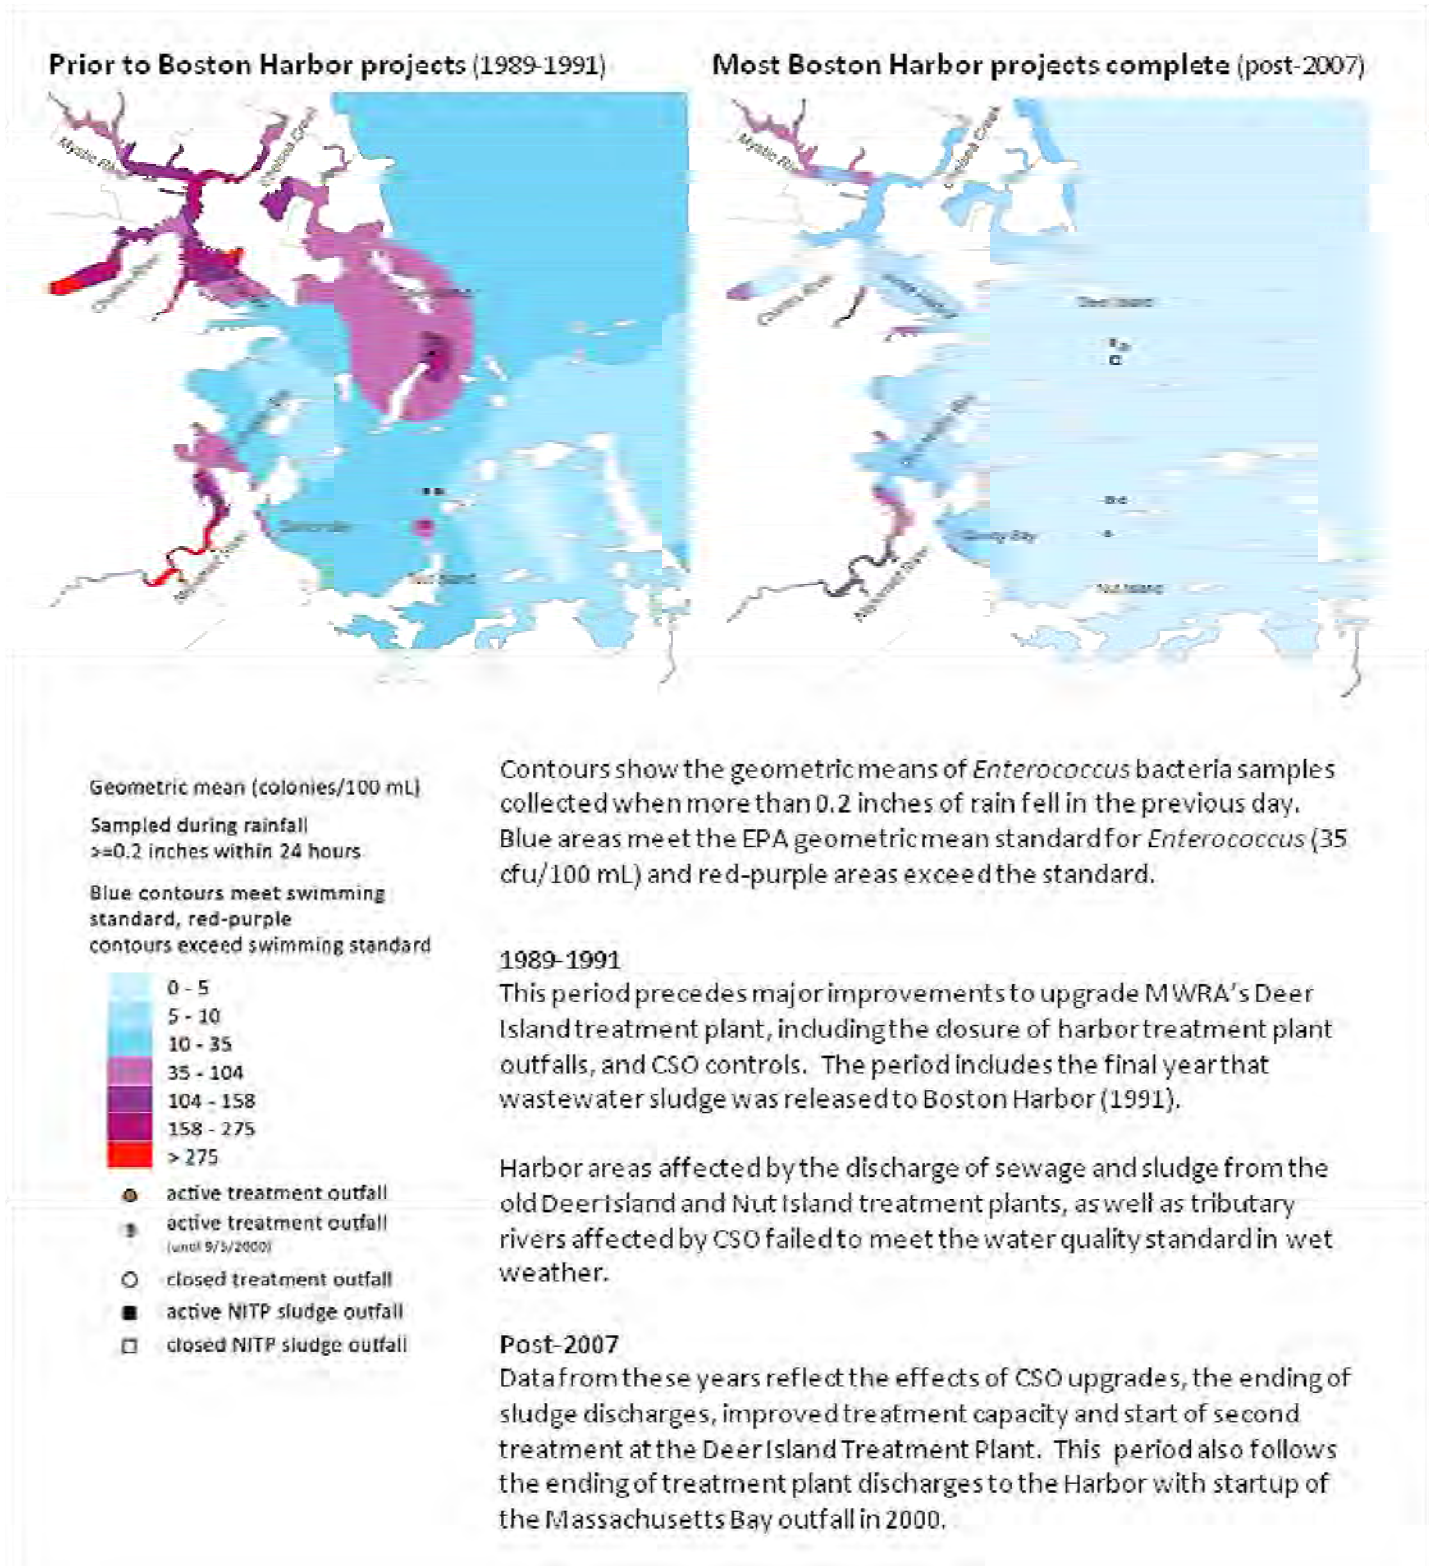 Prior to Boston Harbor projects (1989-1991)
Most Boston Harbor projects complete (post-2007)
Chelsea Creek
Mystic
Chelsea Creek
Charles River
Deer Island
Quincy Bay
Nut Island
Nut Island
Geometric mean (colonies/100 mL)
Sampled during rainfall
>=0.2 inches within 24 hours
Blue contours meet swimming
standard, red-purple
contours exceed swimming standard
0 - 5
5 - 10
10 - 35
35 - 104
104 - 158
158 - 275
> 275
active treatment outfall
active treatment outfall
(until 9/5/2000)
closed treatment outfall
active NITP sludge outfall
closed NITP sludge outfall
Contours show the geometric means of Enterococcus bacteria samples
collected when more than 0.2 inches of rain fell in the previous day.
Blue areas meet the EPA geometric mean standard for Enterococcus (35
cfu/100 mL) and red-purple areas exceed the standard.
1989-1991
This period precedes major improvements to upgrade MWRA's Deer
Island treatment plant, including the closure of harbor treatment plant
outfalls, and CSO controls. The period includes the final year that
wastewater sludge was released to Boston Harbor (1991).
Harbor areas affected by the discharge of sewage and sludge from the
old Deer Island and Nut Island treatment plants, as well as tributary
rivers affected by CSO failed to meet the water quality standard in wet
weather.
Post-2007
Data from these years reflect the effects of CSO upgrades, the ending of
sludge discharges, improved treatment capacity and start of second
treatment at the Deer Island Treatment Plant. This period also follows
the ending of treatment plant discharges to the Harbor with startup of
the Massachusetts Bay outfall in 2000.